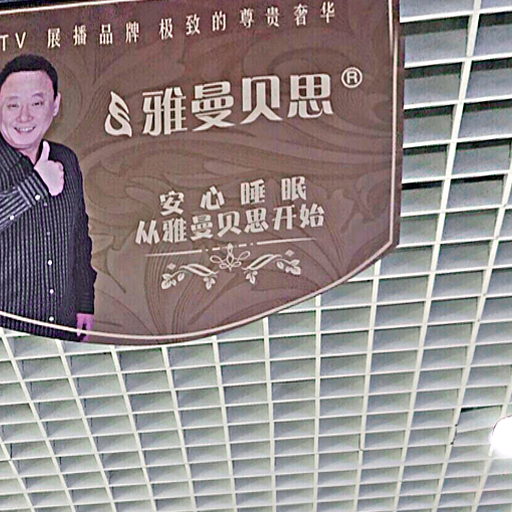 TV 展播品牌 极致的尊贵奢华
雅曼贝思®
安心睡眠
从雅曼贝思开始